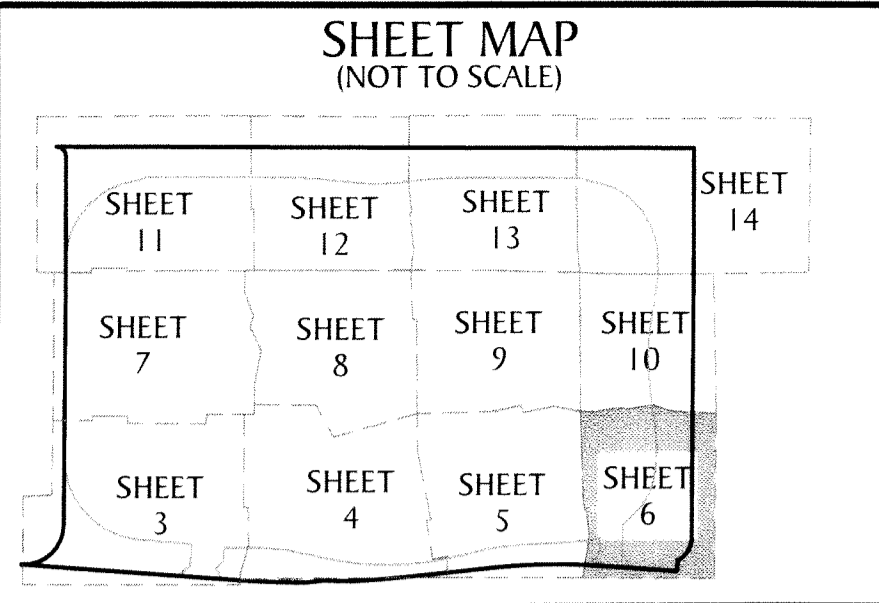 SHEET MAP
(NOT TO SCALE)
SHEET
11
SHEET
12
SHEET
13
SHEET
14
SHEET
7
SHEET
8
SHEET
9
SHEET
10
SHEET
3
SHEET
4
SHEET
5
SHEET
6